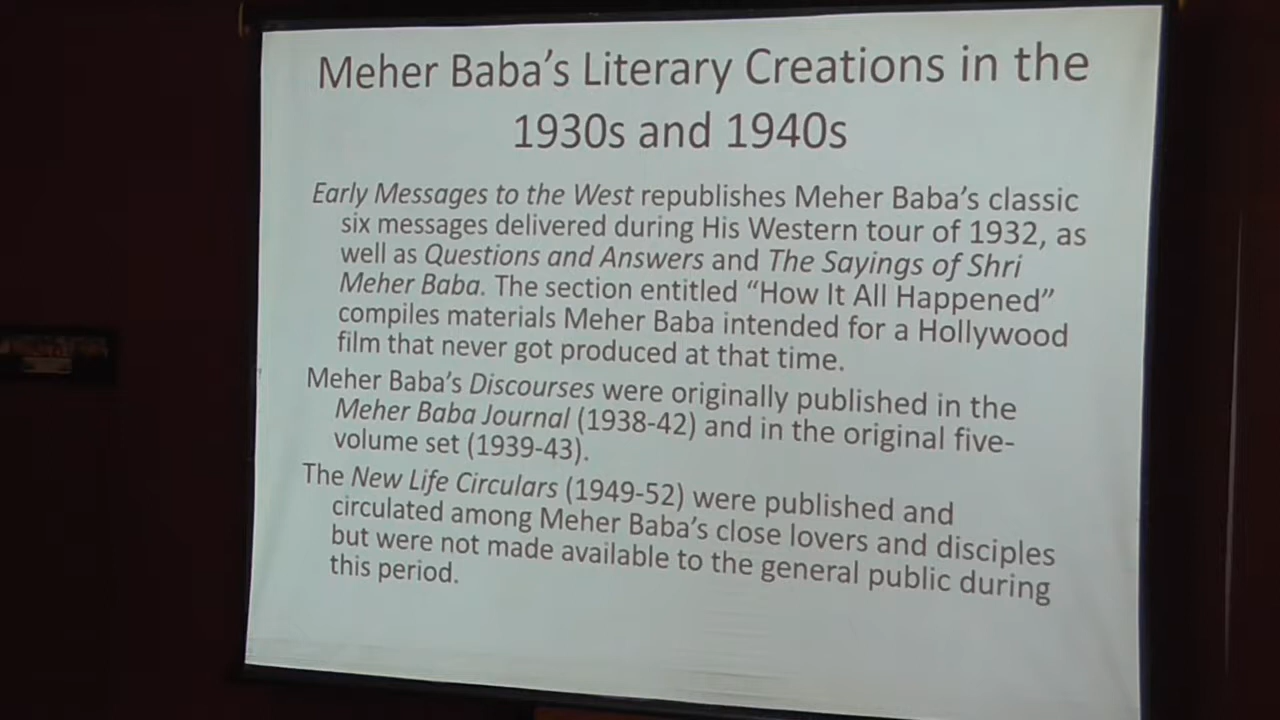 Meher Baba's Literary Creations in the
1930s and 1940s
Early Messages to the West republishes Meher Baba's classic
six messages delivered during His Western tour of 1932, as
well as Questions and Answers and The Sayings of Shri
Meher Baba. The section entitled “How It All Happened”
compiles materials Meher Baba intended for a Hollywood
film that never got produced at that time.
Meher Baba's Discourses were originally published in the
Meher Baba Journal (1938-42) and in the original five-
volume set (1939-43).
The New Life Circulars (1949-52) were published and
circulated among Meher Baba's close lovers and disciples
but were not made available to the general public during
this period.